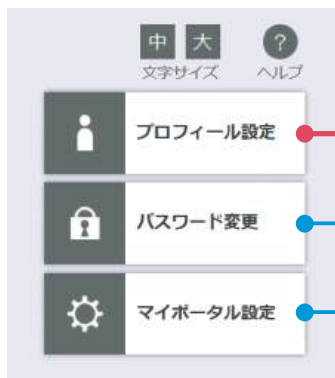 中 大 ?
文字サイズ ヘルプ
プロフィール設定
パスワード変更
マイポータル設定